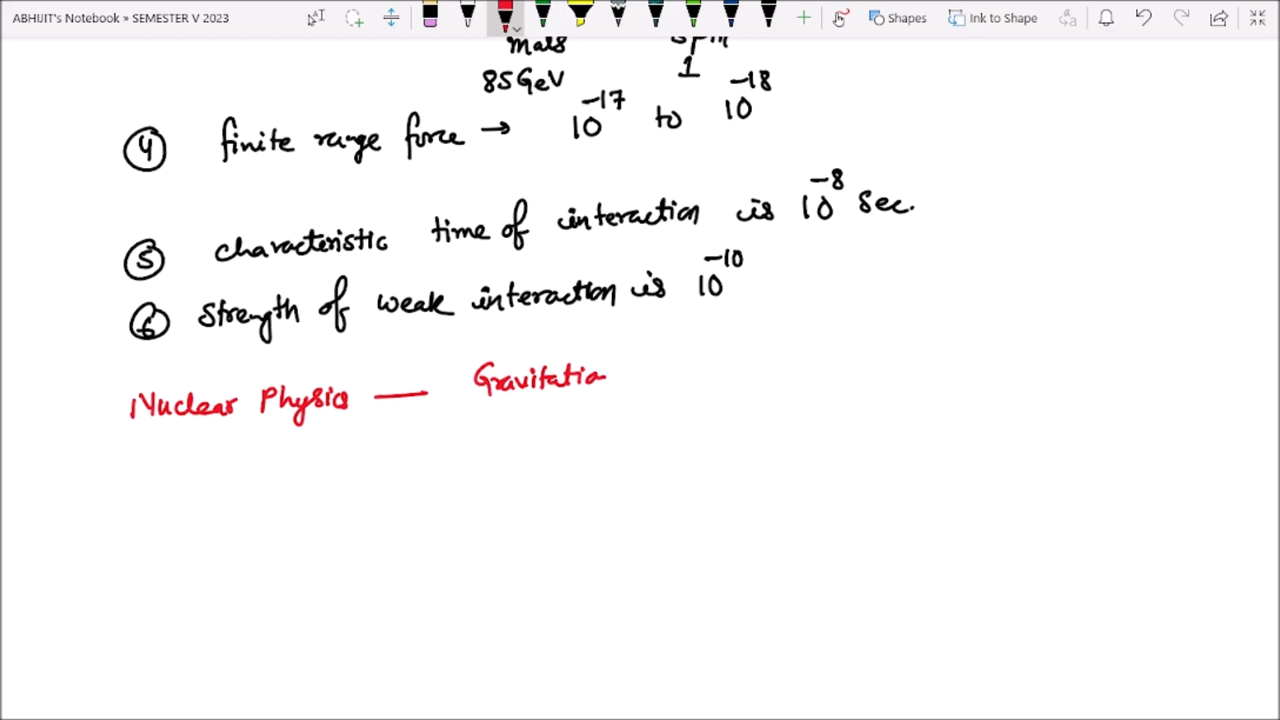 ABHIJIT's Notebook » SEMESTER V 2023
Shapes
Ink to Shape
mass spin
85GeV 1
④ finite range force → 10⁻¹⁷ to 10⁻¹⁸
⑤ characteristic time of interaction is 10⁻⁸ sec.
⑥ Strength of weak interaction is 10⁻¹⁰
Nuclear Physics — Gravitatio